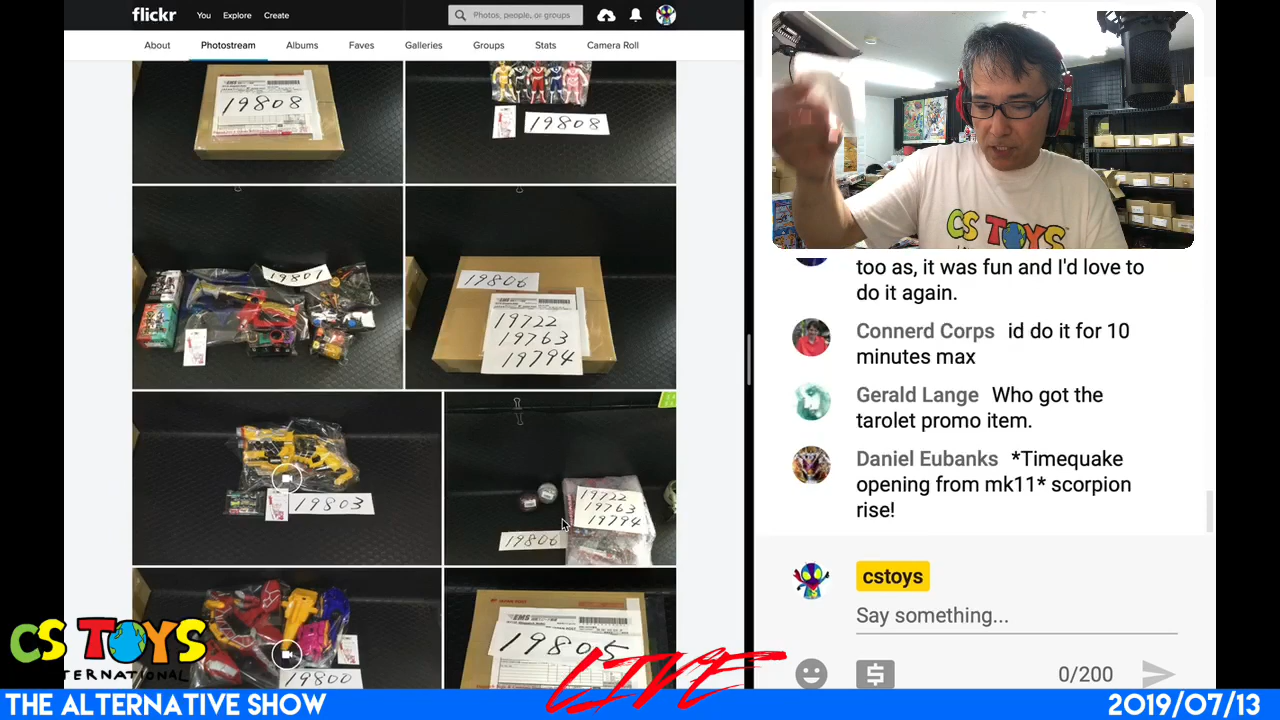 flickr
You
Explore
Create
Photos, people, or groups
About
Photostream
Albums
Faves
Galleries
Groups
Stats
Camera Roll
19808
19808
19807
19806
19722
19763
19794
19803
19722
19763
19794
19806
19800
EMS
19805
CS TOYS
too as, it was fun and I'd love to
do it again.
Connerd Corps id do it for 10
minutes max
Gerald Lange Who got the
tarolet promo item.
Daniel Eubanks *Timequake
opening from mk11* scorpion
rise!
cstoys
Say something...
0/200
CS TOYS
INTERNATIONAL
LIVE
THE ALTERNATIVE SHOW
2019/07/13